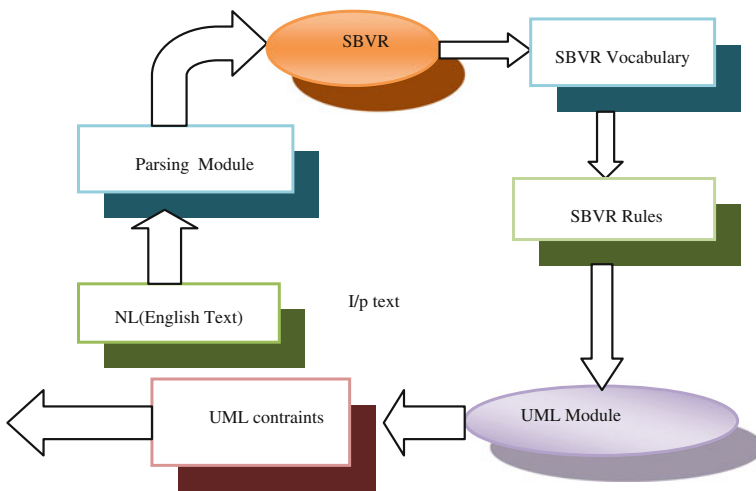 SBVR
SBVR Vocabulary
Parsing Module
SBVR Rules
I/p text
NL(English Text)
UML contraints
UML Module